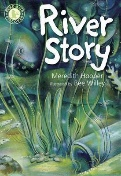 River
Story
Meredith Hooper
illustrated by Bee Willey